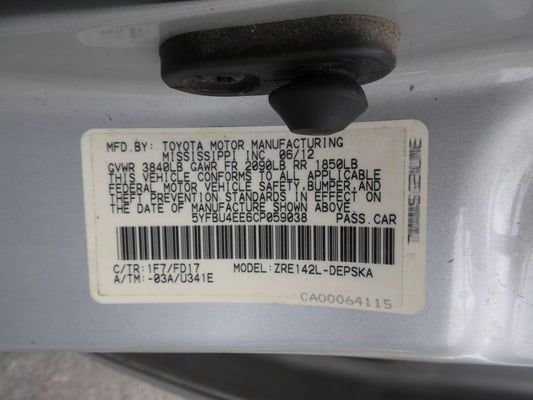 MFD.BY: TOYOTA MOTOR MANUFACTURING
MISSISSIPPI INC. 06/12
GVWR 3840LB GAWR FR 2090LB RR 1850LB
THIS VEHICLE CONFORMS TO ALL APPLICABLE
FEDERAL MOTOR VEHICLE SAFETY, BUMPER, AND
THEFT PREVENTION STANDARDS IN EFFECT ON
THE DATE OF MANUFACTURE SHOWN ABOVE.
5YFBU4EE6CP059038 PASS.CAR
C/TR:1F7/FD17 MODEL:ZRE142L-DEPSKA
A/TM:-03A/U341E
CA00064115